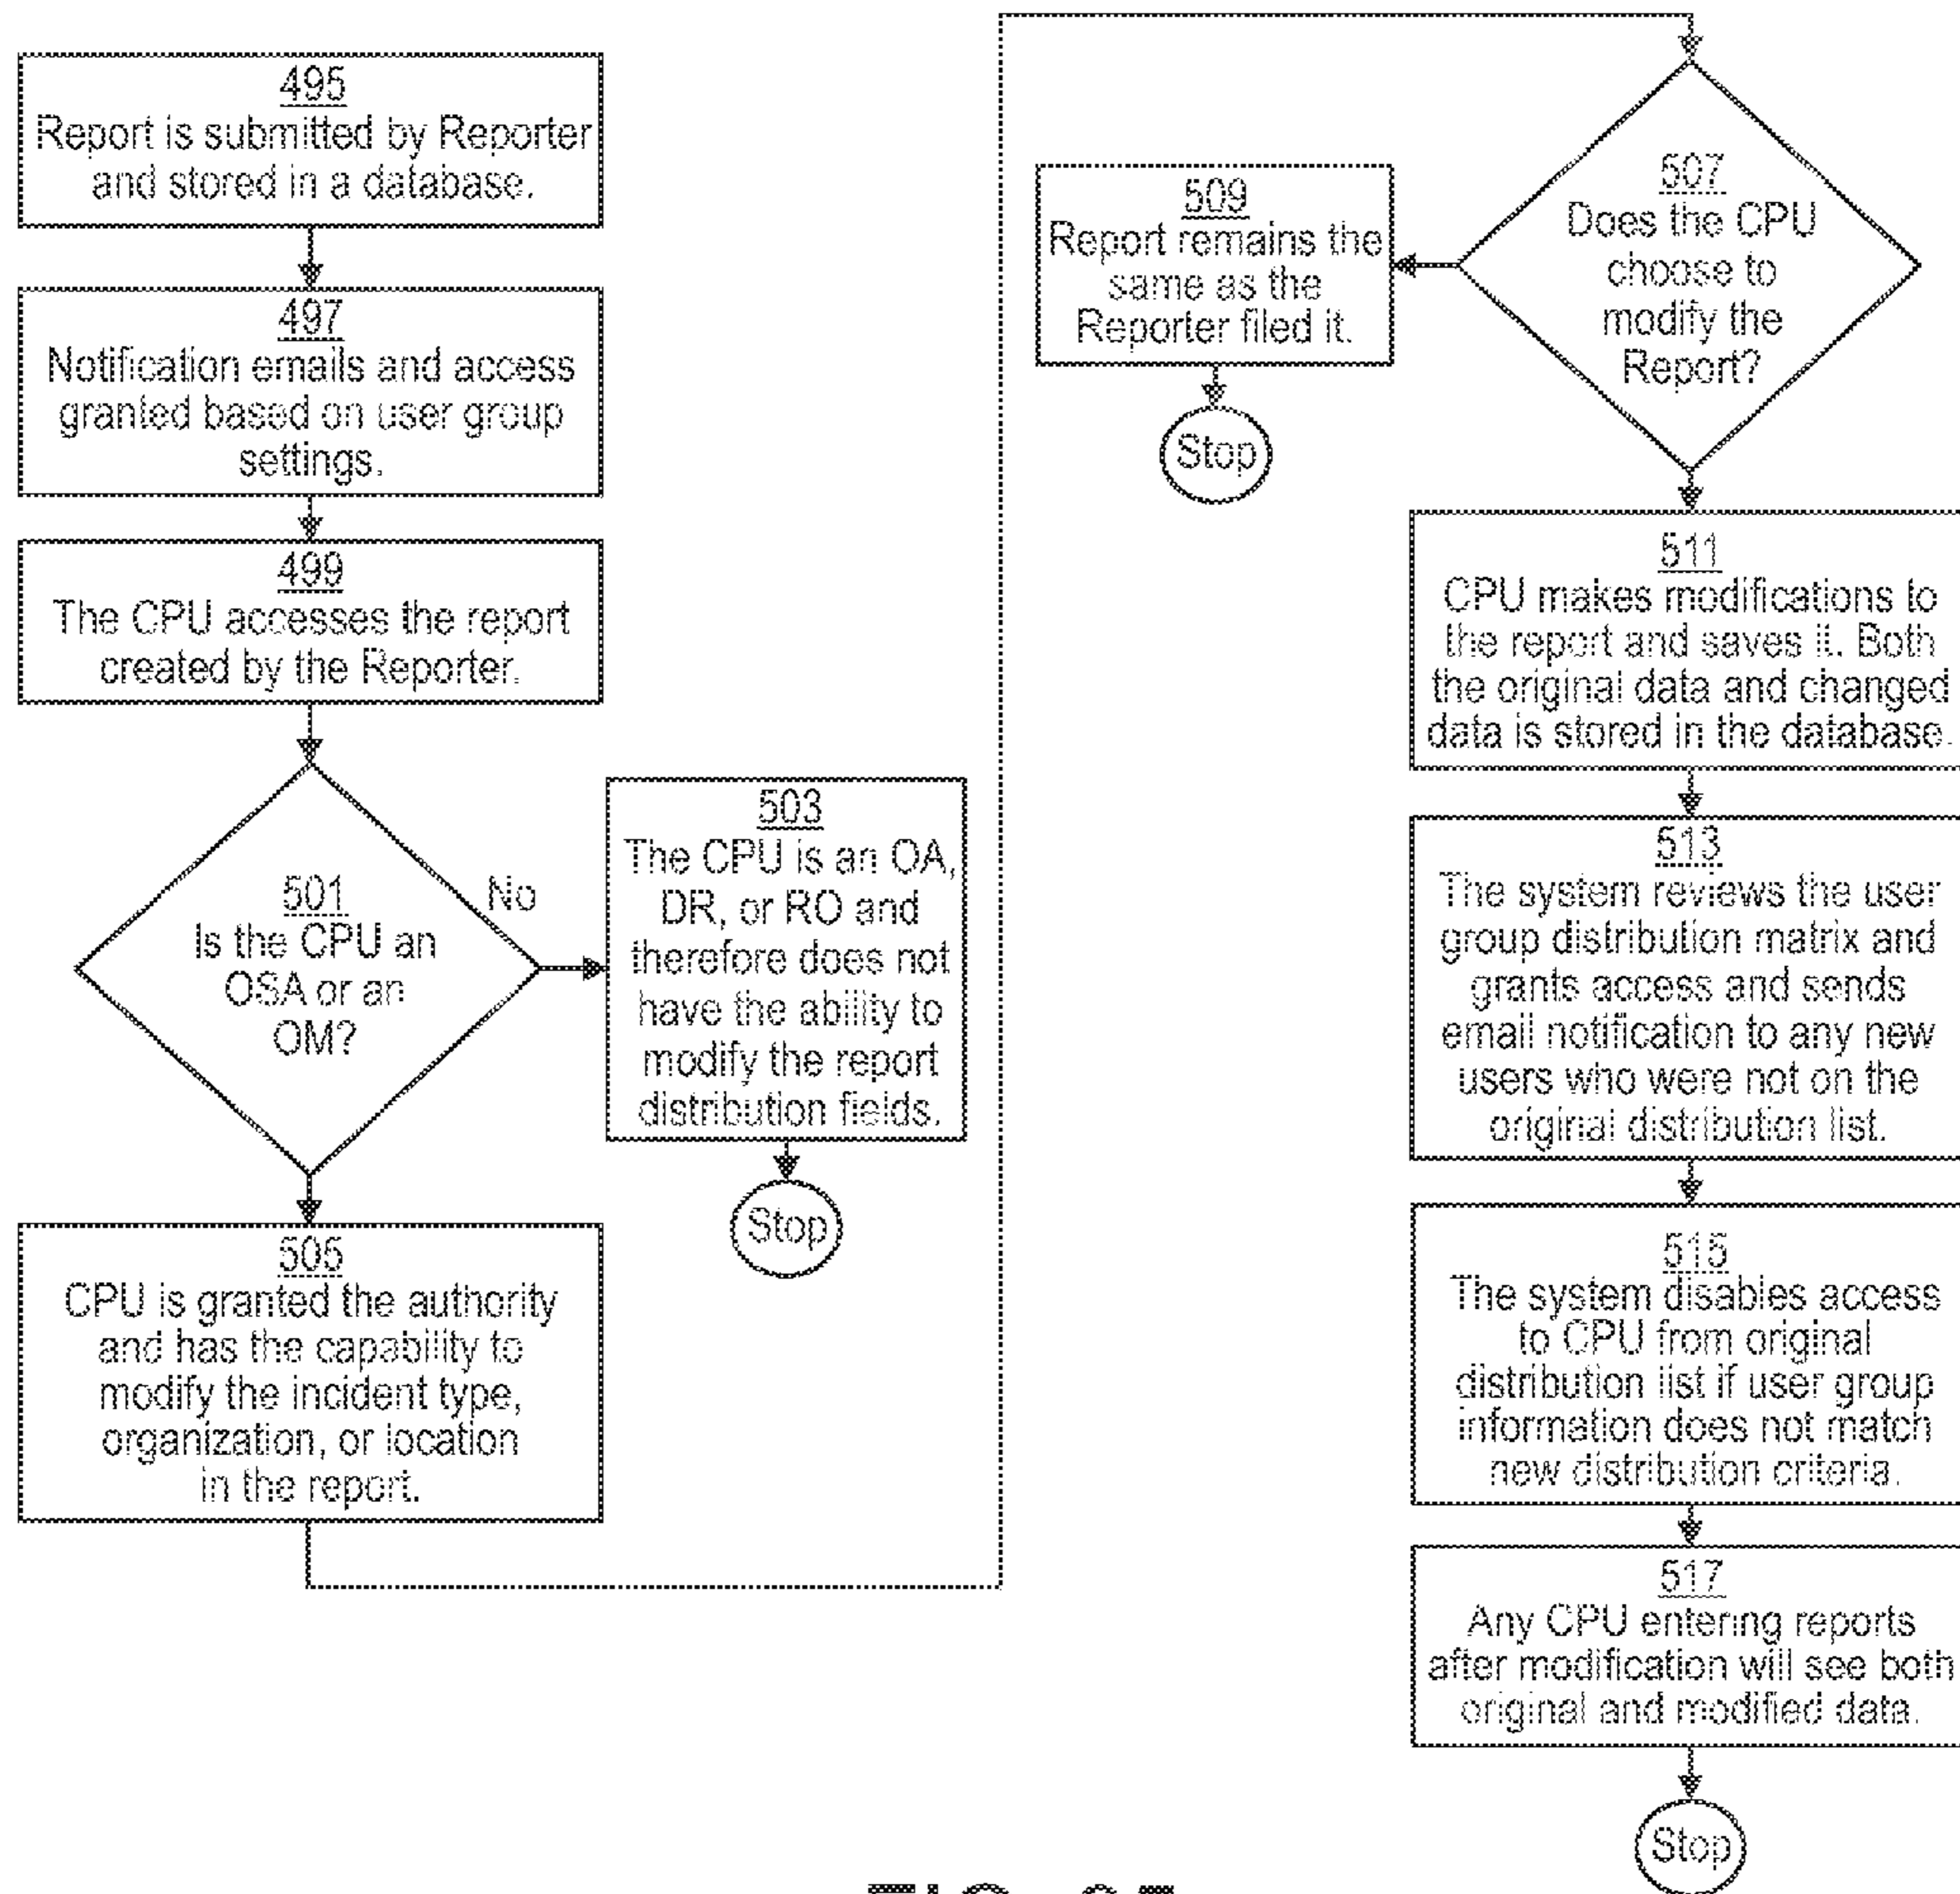 495
Report is submitted by Reporter
and stored in a database.
497
Notification emails and access
granted based on user group
settings.
499
The CPU accesses the report
created by the Reporter.
501
Is the CPU an
OSA or an
OM?
No
503
The CPU is an OA,
DR, or RO and
therefore does not
have the ability to
modify the report
distribution fields.
Stop
505
CPU is granted the authority
and has the capability to
modify the incident type,
organization, or location
in the report.
507
Does the CPU
choose to
modify the
Report?
509
Report remains the
same as the
Reporter filed it.
Stop
511
CPU makes modifications to
the report and saves it. Both
the original data and changed
data is stored in the database.
513
The system reviews the user
group distribution matrix and
grants access and sends
email notification to any new
users who were not on the
original distribution list.
515
The system disables access
to CPU from original
distribution list if user group
information does not match
new distribution criteria.
517
Any CPU entering reports
after modification will see both
original and modified data.
Stop